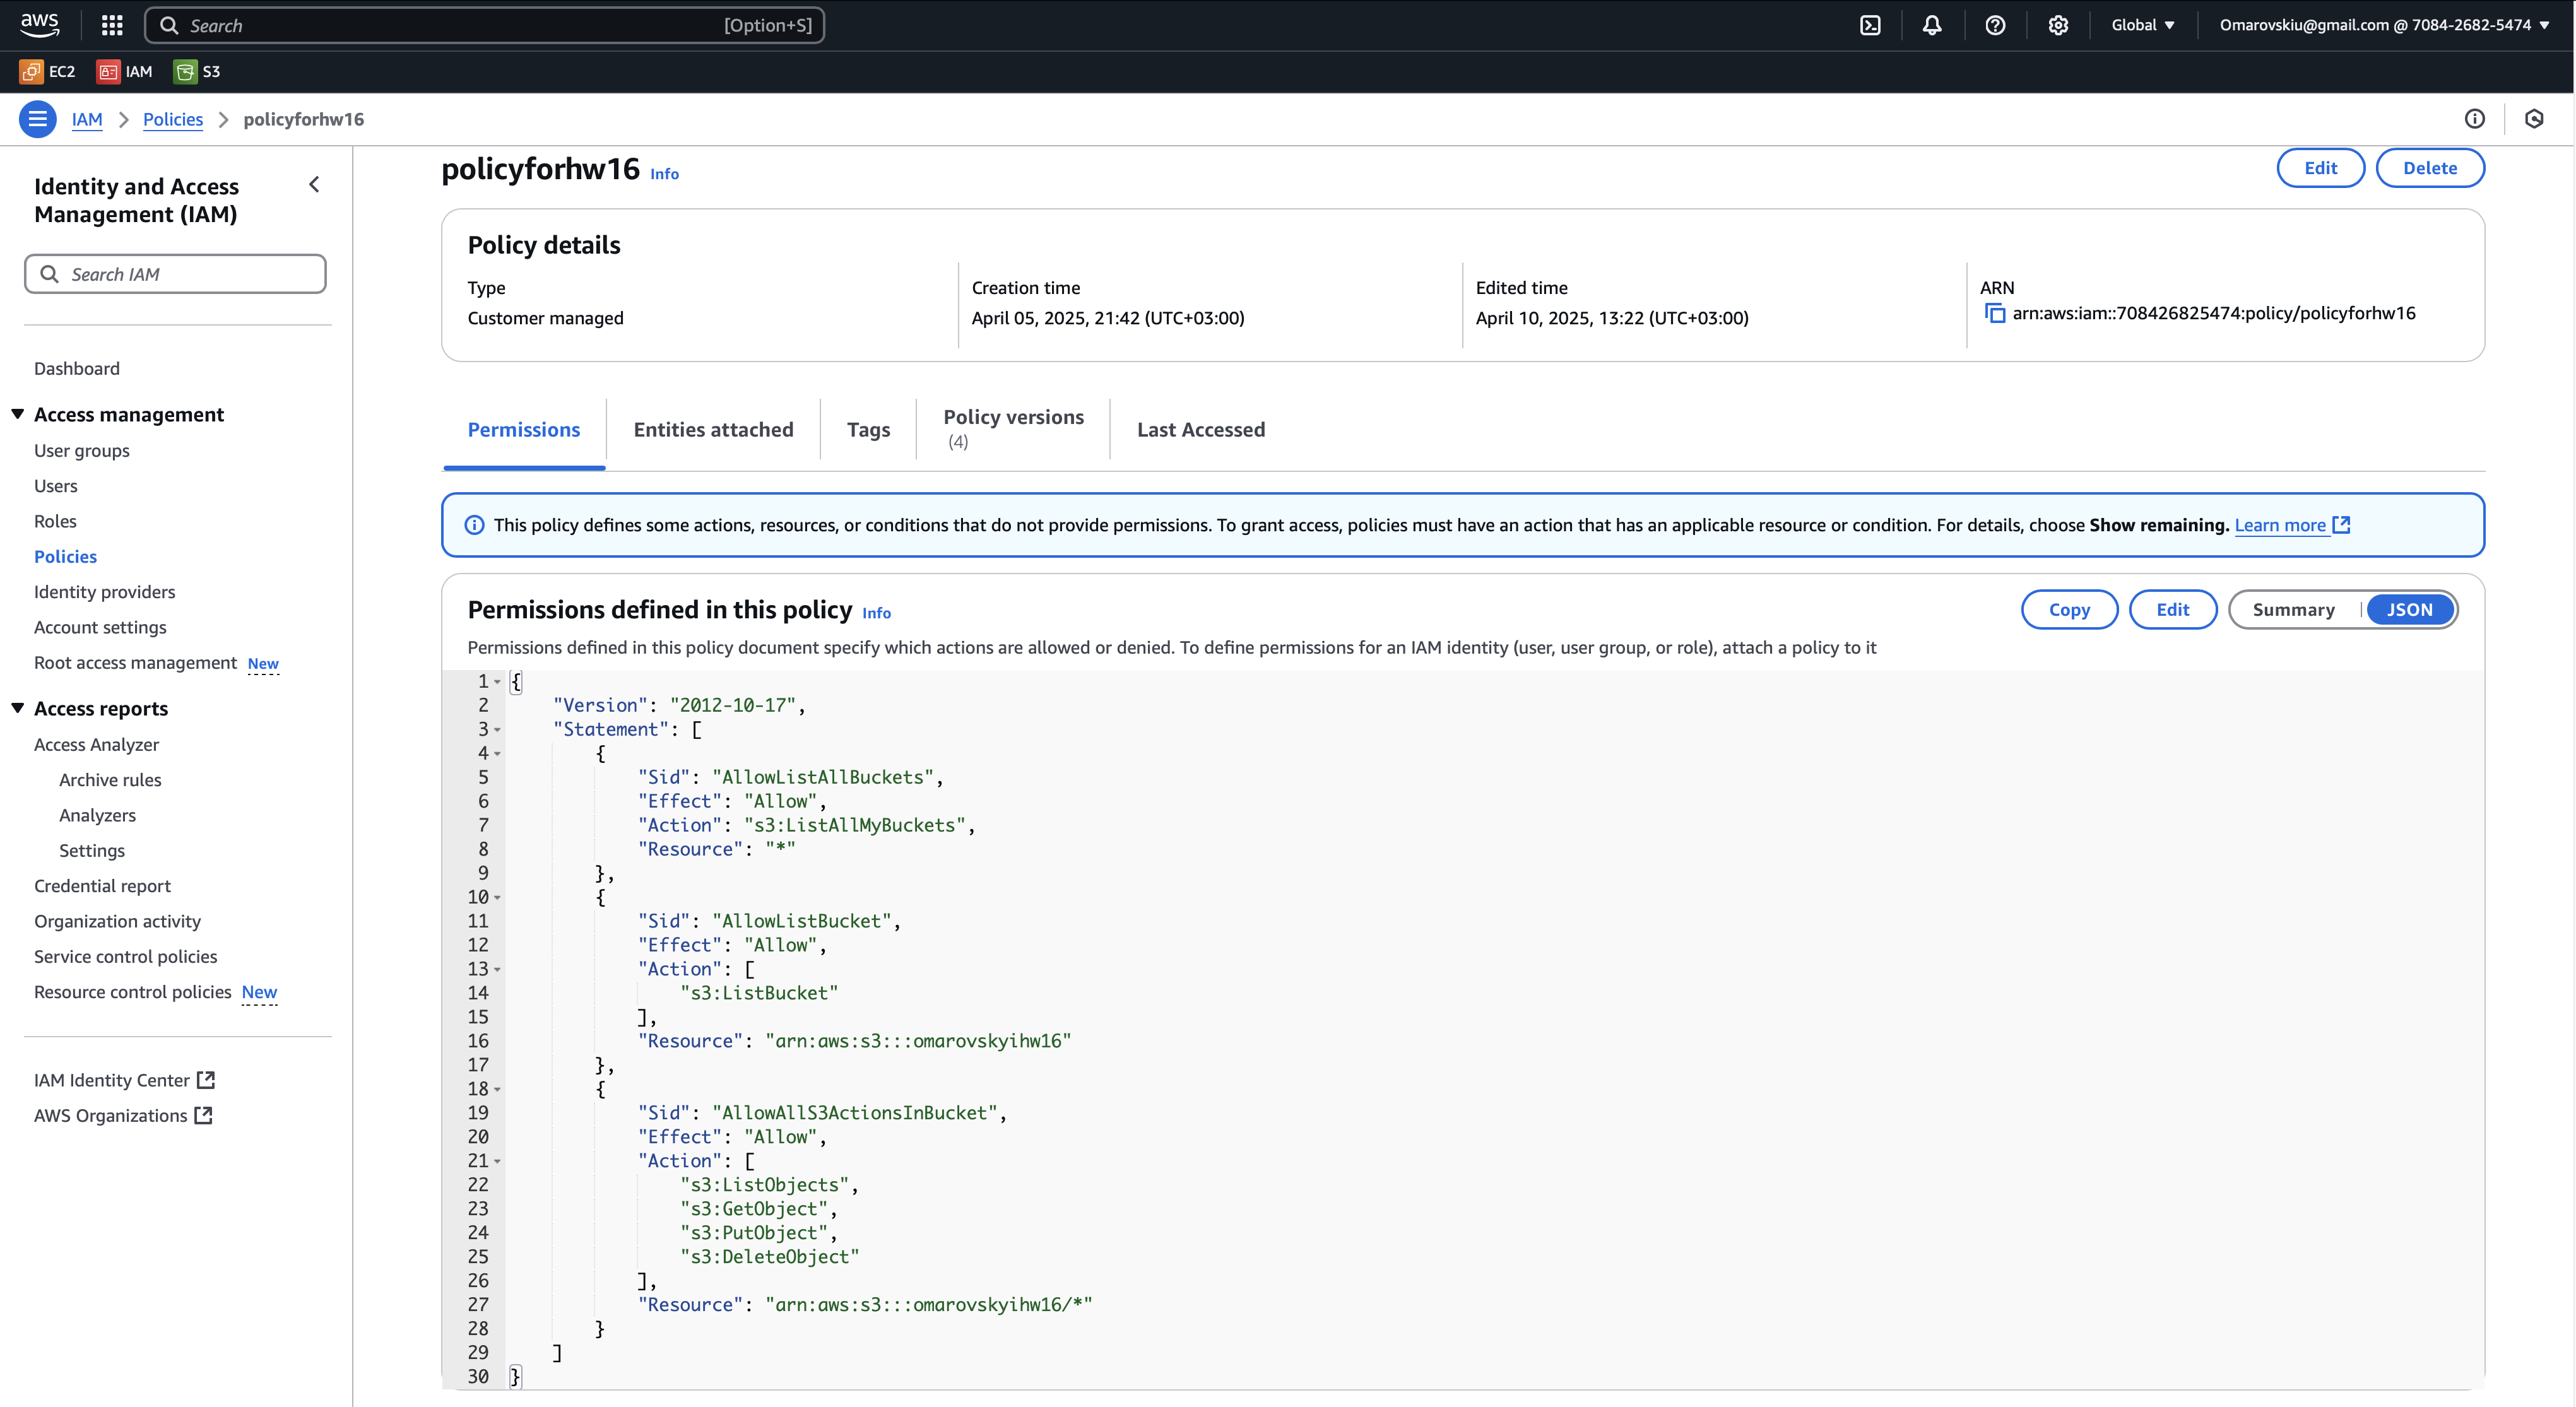 aws
Search [Option+S]
Global Omarovskiu@gmail.com @ 7084-2682-5474
EC2 IAM S3
IAM Policies policyforhw16
Identity and Access
Management (IAM)
Search IAM
Dashboard
Access management
User groups
Users
Roles
Policies
Identity providers
Account settings
Root access management New
Access reports
Access Analyzer
Archive rules
Analyzers
Settings
Credential report
Organization activity
Service control policies
Resource control policies New
IAM Identity Center
AWS Organizations
policyforhw16 Info
Edit Delete
Policy details
Type
Customer managed
Creation time
April 05, 2025, 21:42 (UTC+03:00)
Edited time
April 10, 2025, 13:22 (UTC+03:00)
ARN
arn:aws:iam::708426825474:policy/policyforhw16
Permissions
Entities attached
Tags
Policy versions
(4)
Last Accessed
This policy defines some actions, resources, or conditions that do not provide permissions. To grant access, policies must have an action that has an applicable resource or condition. For details, choose Show remaining. Learn more
Permissions defined in this policy Info
Copy Edit Summary JSON
Permissions defined in this policy document specify which actions are allowed or denied. To define permissions for an IAM identity (user, user group, or role), attach a policy to it
1 {
2 "Version": "2012-10-17",
3 "Statement": [
4 {
5 "Sid": "AllowListAllBuckets",
6 "Effect": "Allow",
7 "Action": "s3:ListAllMyBuckets",
8 "Resource": "*"
9 },
10 {
11 "Sid": "AllowListBucket",
12 "Effect": "Allow",
13 "Action": [
14 "s3:ListBucket"
15 ],
16 "Resource": "arn:aws:s3:::omarovskyihw16"
17 },
18 {
19 "Sid": "AllowAllS3ActionsInBucket",
20 "Effect": "Allow",
21 "Action": [
22 "s3:ListObjects",
23 "s3:GetObject",
24 "s3:PutObject",
25 "s3:DeleteObject"
26 ],
27 "Resource": "arn:aws:s3:::omarovskyihw16/*"
28 }
29 ]
30 }